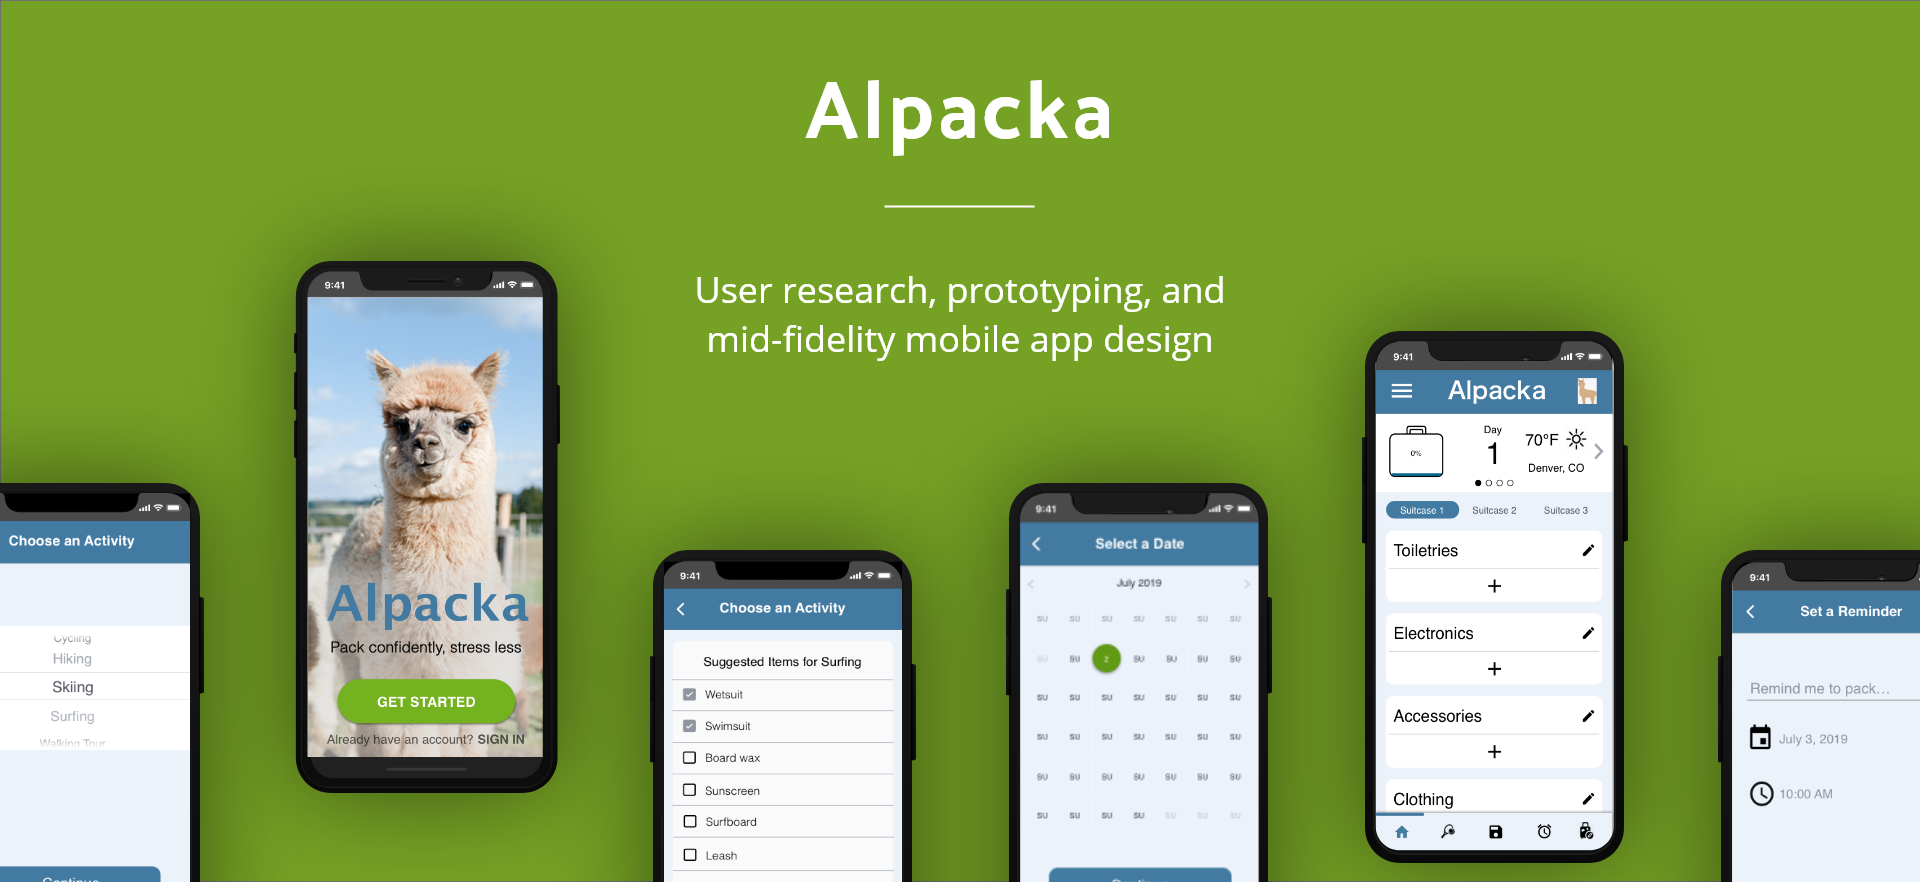 Alpacka
User research, prototyping, and
mid-fidelity mobile app design
Choose an Activity
Cycling
Hiking
Skiing
Surfing
Walking Tour
Continue
9:41
Alpacka
Pack confidently, stress less
GET STARTED
Already have an account? SIGN IN
9:41
Choose an Activity
Suggested Items for Surfing
Wetsuit
Swimsuit
Board wax
Sunscreen
Surfboard
Leash
9:41
Select a Date
July 2019
SU SU SU SU SU SU SU
SU SU 2 SU SU SU SU
SU SU SU SU SU SU SU
SU SU SU SU SU SU SU
SU SU SU SU SU SU SU
SU SU SU SU SU SU SU
9:41
Alpacka
0%
Day
1
70°F
Denver, CO
Suitcase 1 Suitcase 2 Suitcase 3
Toiletries
+
Electronics
+
Accessories
+
Clothing
9:41
Set a Reminder
Remind me to pack...
July 3, 2019
10:00 AM